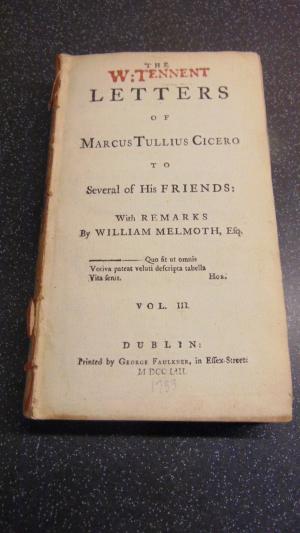 THE
W: TENNENT
LETTERS
OF
MARCUS TULLIUS CICERO
TO
Several of His FRIENDS:
With REMARKS
By WILLIAM MELMOTH, Esq.
Quo fit ut omnis
Votiva pateat veluti descripta tabella
Vita senis. HOR.
VOL. III.
DUBLIN:
Printed by GEORGE FAULKNER, in Essex-Street:
M DCC LIII.
1753